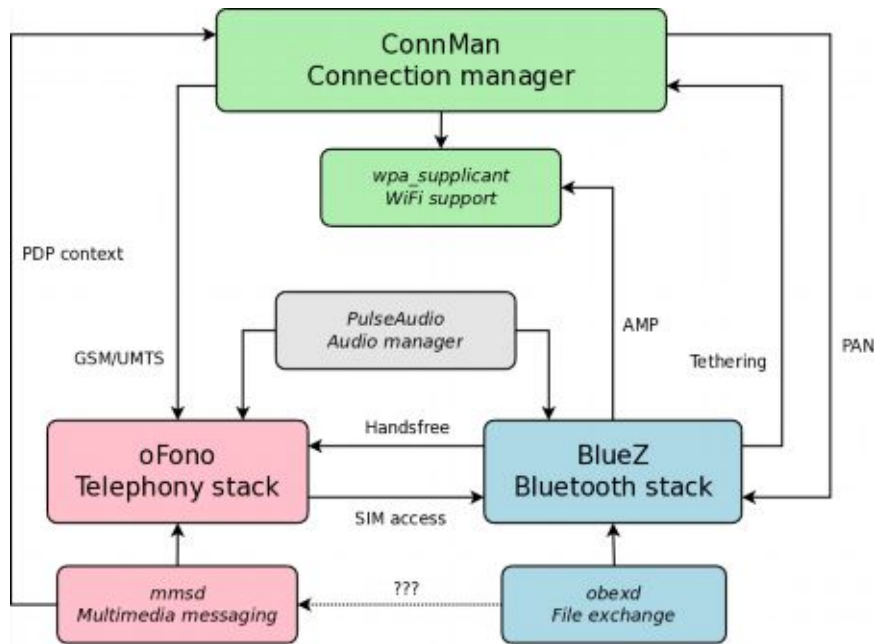 ConnMan
Connection manager
wpa_supplicant
WiFi support
PDP context
PulseAudio
Audio manager
AMP
GSM/UMTS
Tethering
PAN
Handsfree
oFono
Telephony stack
BlueZ
Bluetooth stack
SIM access
mmsd
Multimedia messaging
???
obexd
File exchange